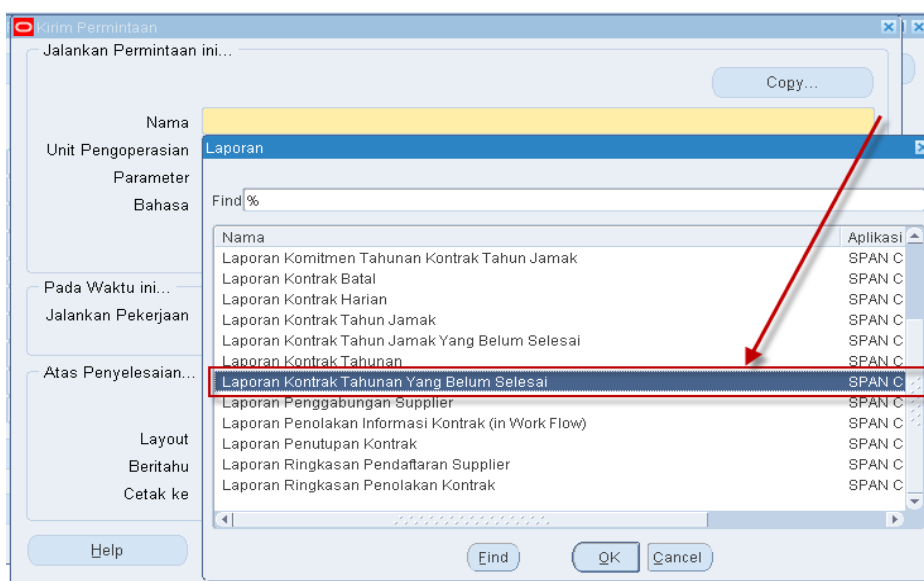 Kirim Permintaan
Jalankan Permintaan ini...
Copy...
Nama
Unit Pengoperasian
Parameter
Bahasa
Pada Waktu ini...
Jalankan Pekerjaan
Atas Penyelesaian...
Layout
Beritahu
Cetak ke
Help
Laporan
Find %
Nama Aplikasi
Laporan Komitmen Tahunan Kontrak Tahun Jamak SPAN C
Laporan Kontrak Batal SPAN C
Laporan Kontrak Harian SPAN C
Laporan Kontrak Tahun Jamak SPAN C
Laporan Kontrak Tahun Jamak Yang Belum Selesai SPAN C
Laporan Kontrak Tahunan SPAN C
Laporan Kontrak Tahunan Yang Belum Selesai SPAN C
Laporan Penggabungan Supplier SPAN C
Laporan Penolakan Informasi Kontrak (in Work Flow) SPAN C
Laporan Penutupan Kontrak SPAN C
Laporan Ringkasan Pendaftaran Supplier SPAN C
Laporan Ringkasan Penolakan Kontrak SPAN C
Find OK Cancel